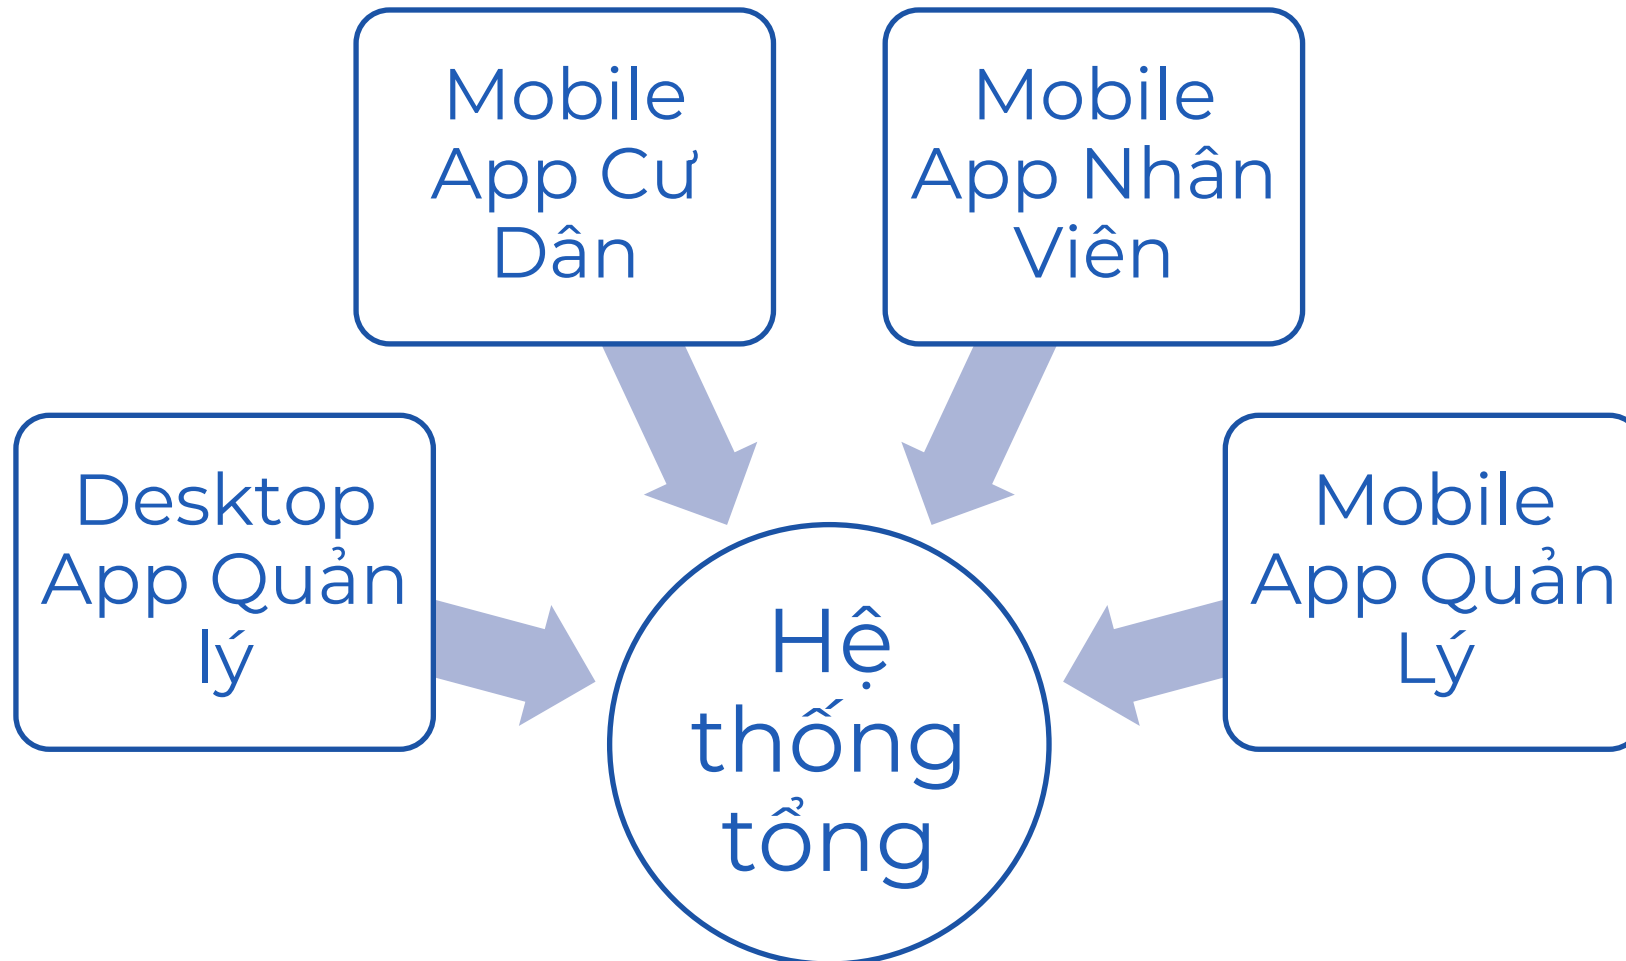 Mobile
App Cư
Dân
Mobile
App Nhân
Viên
Desktop
App Quản
lý
Mobile
App Quản
Lý
Hệ
thống
tổng